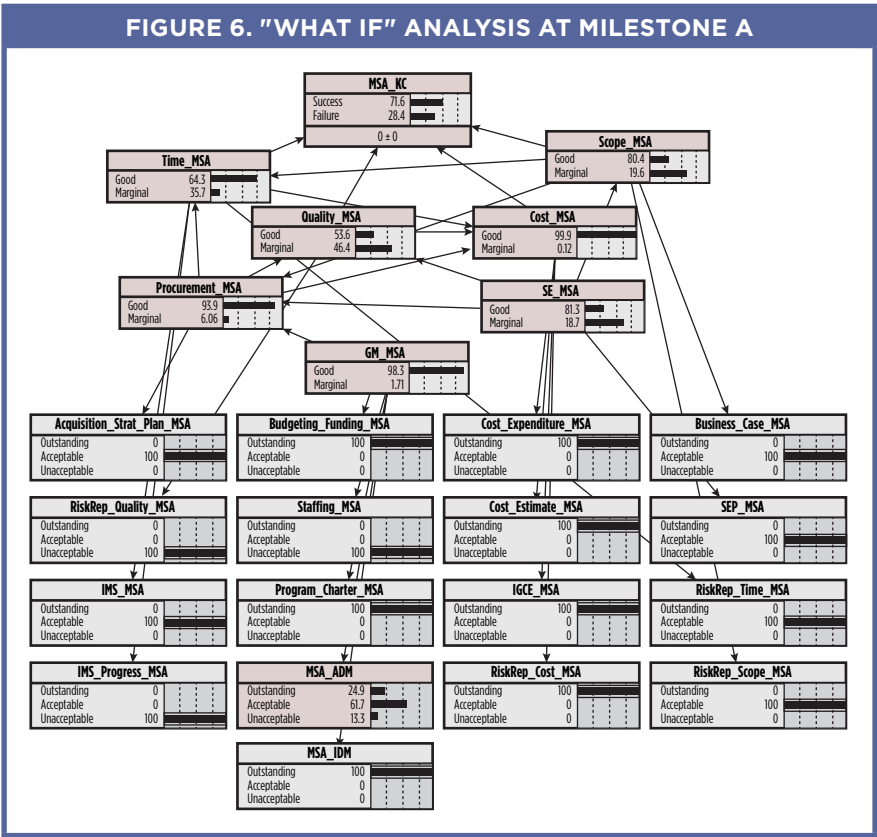 FIGURE 6. "WHAT IF" ANALYSIS AT MILESTONE A
MSA_KC
Success 71.6
Failure 28.4
0 ± 0
Scope_MSA
Good 80.4
Marginal 19.6
Time_MSA
Good 64.3
Marginal 35.7
Quality_MSA
Good 53.6
Marginal 46.4
Cost_MSA
Good 99.9
Marginal 0.12
Procurement_MSA
Good 93.9
Marginal 6.06
SE_MSA
Good 81.3
Marginal 18.7
GM_MSA
Good 98.3
Marginal 1.71
Acquisition_Strat_Plan_MSA
Outstanding 0
Acceptable 100
Unacceptable 0
Budgeting_Funding_MSA
Outstanding 100
Acceptable 0
Unacceptable 0
Cost_Expenditure_MSA
Outstanding 100
Acceptable 0
Unacceptable 0
Business_Case_MSA
Outstanding 0
Acceptable 100
Unacceptable 0
RiskRep_Quality_MSA
Outstanding 0
Acceptable 0
Unacceptable 100
Staffing_MSA
Outstanding 0
Acceptable 0
Unacceptable 100
Cost_Estimate_MSA
Outstanding 100
Acceptable 0
Unacceptable 0
SEP_MSA
Outstanding 0
Acceptable 100
Unacceptable 0
IMS_MSA
Outstanding 0
Acceptable 100
Unacceptable 0
Program_Charter_MSA
Outstanding 100
Acceptable 0
Unacceptable 0
IGCE_MSA
Outstanding 100
Acceptable 0
Unacceptable 0
RiskRep_Time_MSA
Outstanding 0
Acceptable 100
Unacceptable 0
IMS_Progress_MSA
Outstanding 0
Acceptable 0
Unacceptable 100
MSA_ADM
Outstanding 24.9
Acceptable 61.7
Unacceptable 13.3
RiskRep_Cost_MSA
Outstanding 100
Acceptable 0
Unacceptable 0
RiskRep_Scope_MSA
Outstanding 0
Acceptable 100
Unacceptable 0
MSA_IDM
Outstanding 100
Acceptable 0
Unacceptable 0